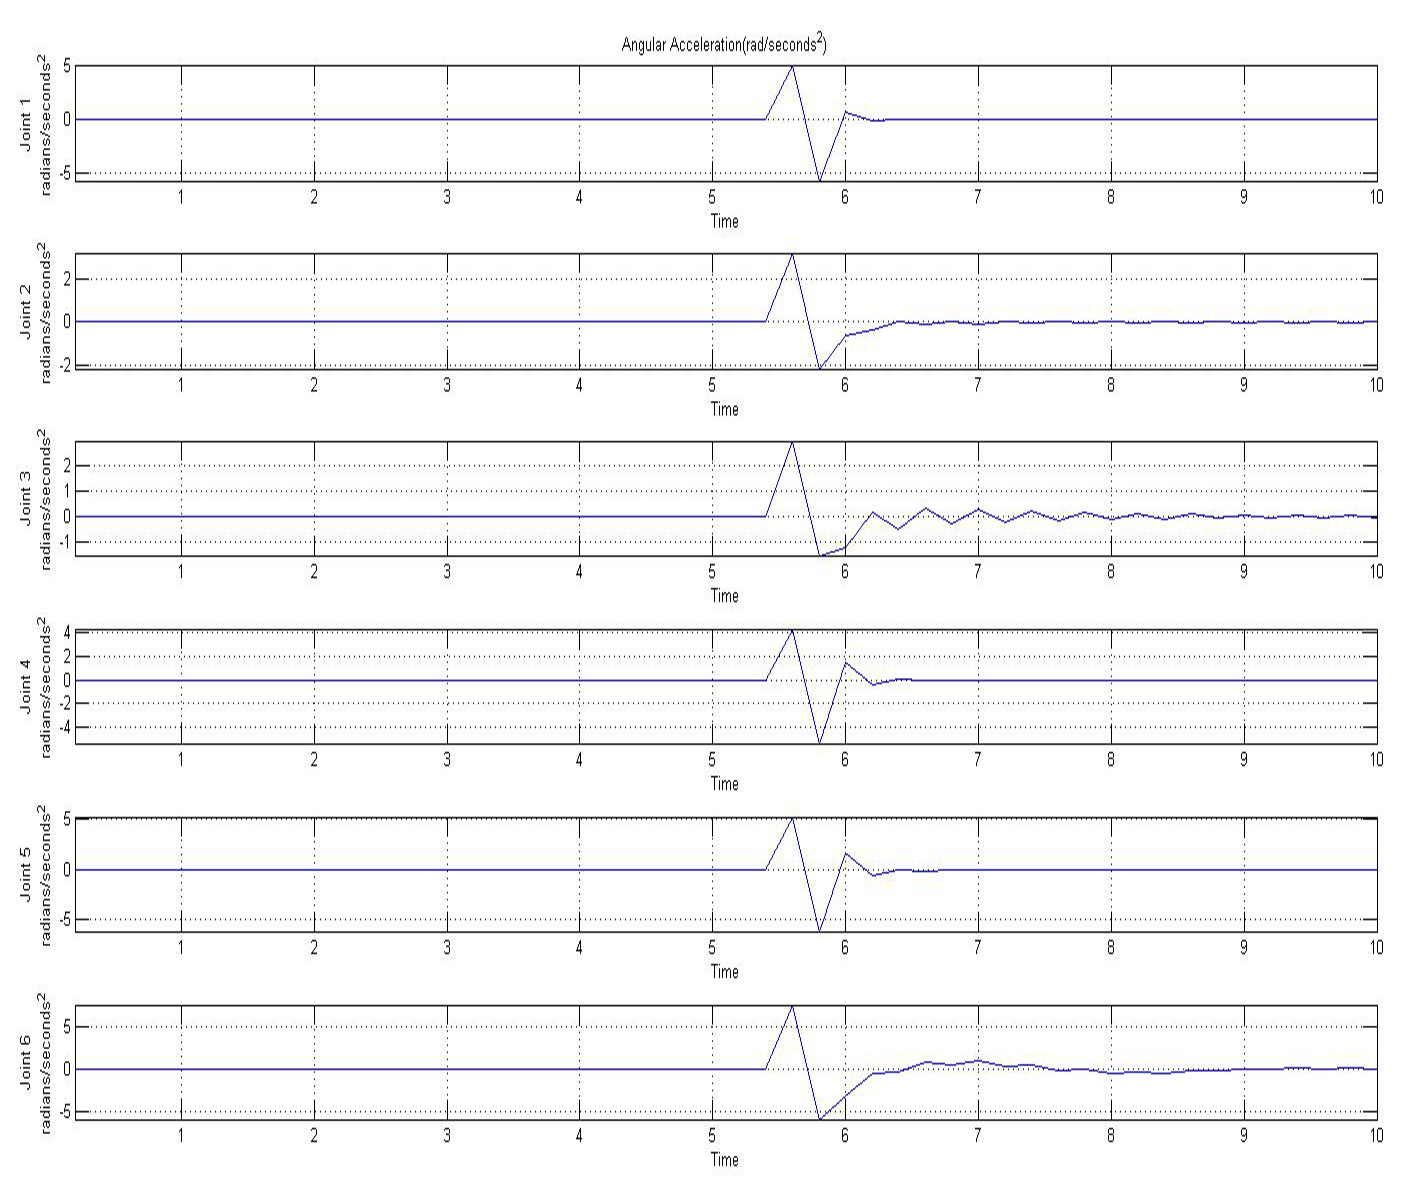 Angular Acceleration(rad/seconds²)
Joint 1
radians/seconds²
5
0
-5
1 2 3 4 5 6 7 8 9 10
Time
Joint 2
radians/seconds²
2
0
-2
1 2 3 4 5 6 7 8 9 10
Time
Joint 3
radians/seconds²
2
1
0
-1
1 2 3 4 5 6 7 8 9 10
Time
Joint 4
radians/seconds²
4
2
0
-2
-4
1 2 3 4 5 6 7 8 9 10
Time
Joint 5
radians/seconds²
5
0
-5
1 2 3 4 5 6 7 8 9 10
Time
Joint 6
radians/seconds²
5
0
-5
1 2 3 4 5 6 7 8 9 10
Time